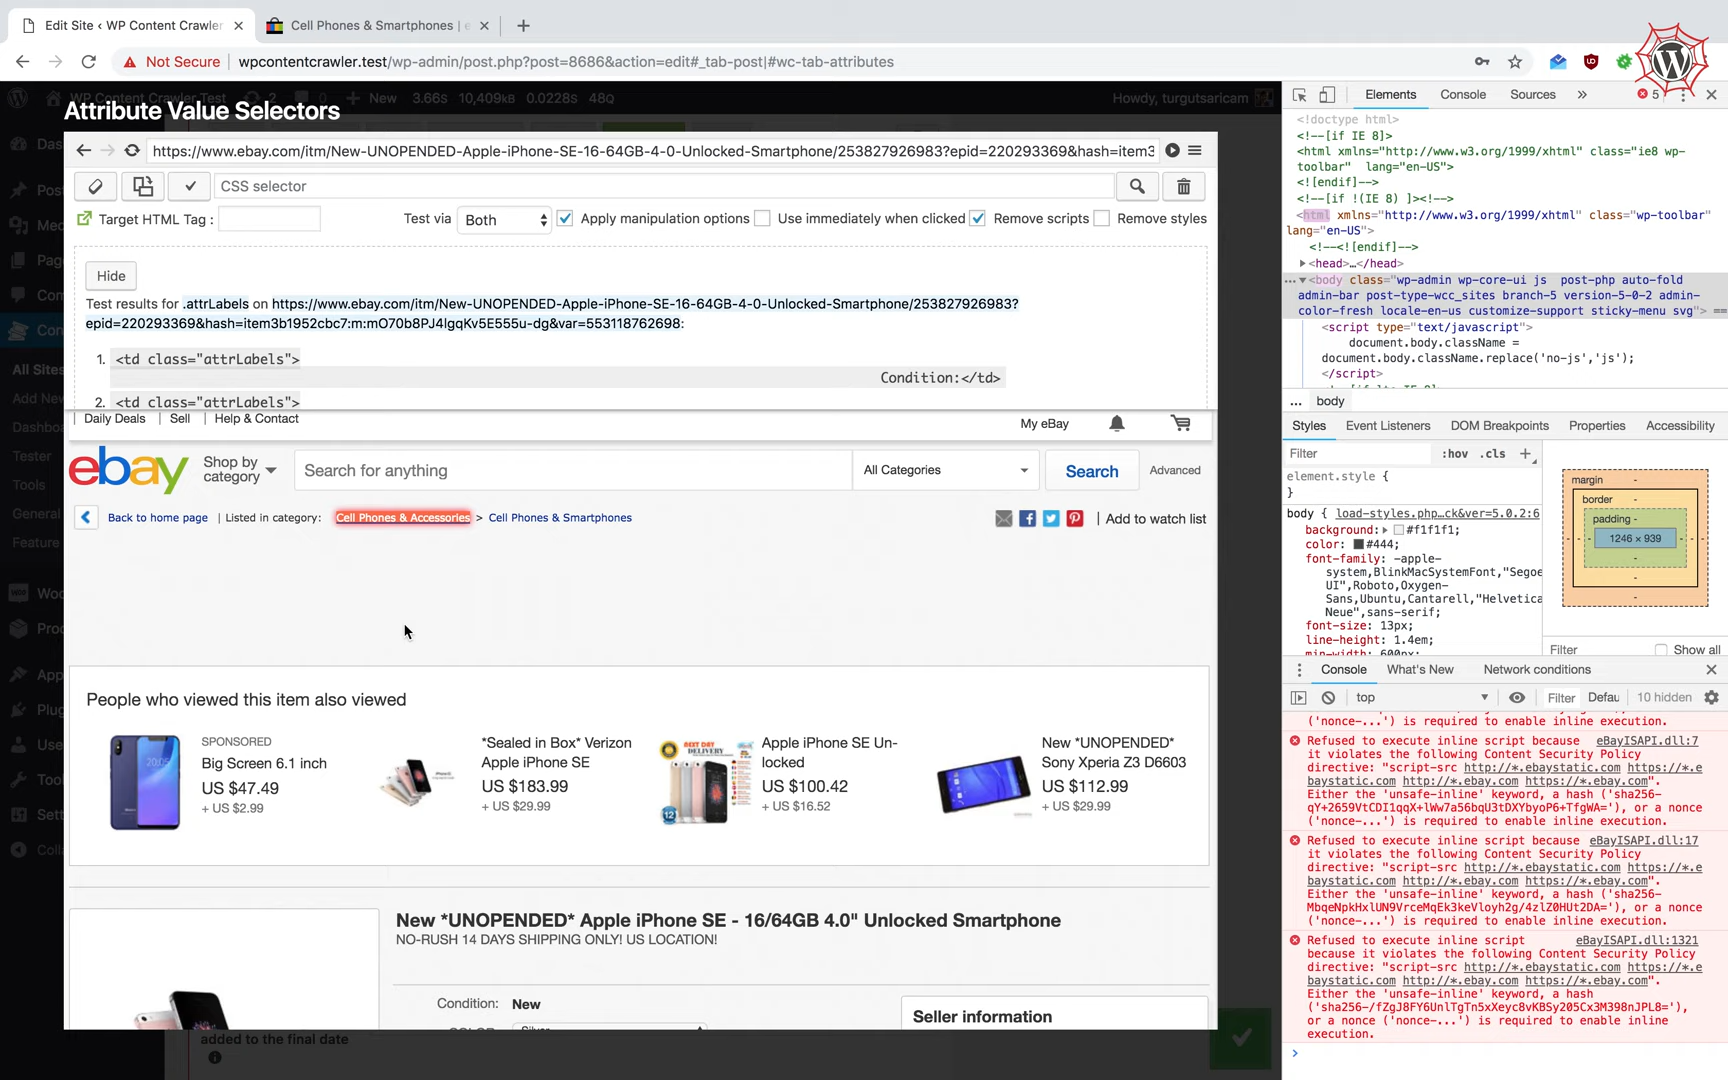 Edit Site ‹ WP Content Crawler
Cell Phones & Smartphones | e
Not Secure
wpcontentcrawler.test/wp-admin/post.php?post=8686&action=edit#_tab-post|#wc-tab-attributes
New 3.66s 10,409kB 0.0228s 48Q
Howdy, turgutsaricam
Attribute Value Selectors
https://www.ebay.com/itm/New-UNOPENDED-Apple-iPhone-SE-16-64GB-4-0-Unlocked-Smartphone/253827926983?epid=220293369&hash=item3
CSS selector
Target HTML Tag :
Test via Both
Apply manipulation options
Use immediately when clicked
Remove scripts
Remove styles
Hide
Test results for .attrLabels on https://www.ebay.com/itm/New-UNOPENDED-Apple-iPhone-SE-16-64GB-4-0-Unlocked-Smartphone/253827926983?
epid=220293369&hash=item3b1952cbc7:m:mO70b8PJ4lgqKv5E555u-dg&var=553118762698:
1. <td class="attrLabels">
Condition:</td>
2. <td class="attrLabels">
Daily Deals | Sell | Help & Contact
My eBay
ebay
Shop by
category
Search for anything
All Categories
Search
Advanced
Back to home page | Listed in category: Cell Phones & Accessories > Cell Phones & Smartphones
| Add to watch list
People who viewed this item also viewed
SPONSORED
Big Screen 6.1 inch
US $47.49
+ US $2.99
*Sealed in Box* Verizon
Apple iPhone SE
US $183.99
+ US $29.99
Apple iPhone SE Un-
locked
US $100.42
+ US $16.52
New *UNOPENDED*
Sony Xperia Z3 D6603
US $112.99
+ US $29.99
New *UNOPENDED* Apple iPhone SE - 16/64GB 4.0" Unlocked Smartphone
NO-RUSH 14 DAYS SHIPPING ONLY! US LOCATION!
Condition: New
Seller information
added to the final date
All Sites
Add New
Dashbo
Tester
Tools
General
Feature
Elements Console Sources » 5
<!doctype html>
<!--[if IE 8]>
<html xmlns="http://www.w3.org/1999/xhtml" class="ie8 wp-
toolbar" lang="en-US">
<![endif]-->
<!--[if !(IE 8) ]><!-->
<html xmlns="http://www.w3.org/1999/xhtml" class="wp-toolbar"
lang="en-US">
<!--<![endif]-->
<head>…</head>
<body class="wp-admin wp-core-ui js post-php auto-fold
admin-bar post-type-wcc_sites branch-5 version-5-0-2 admin-
color-fresh locale-en-us customize-support sticky-menu svg"> ==
<script type="text/javascript">
document.body.className =
document.body.className.replace('no-js','js');
</script>
... body
Styles Event Listeners DOM Breakpoints Properties Accessibility
Filter :hov .cls +
element.style {
}
body { load-styles.php…ck&ver=5.0.2:6
background: #f1f1f1;
color: #444;
font-family: -apple-
system,BlinkMacSystemFont,"Segoe
UI",Roboto,Oxygen-
Sans,Ubuntu,Cantarell,"Helvetica
Neue",sans-serif;
font-size: 13px;
line-height: 1.4em;
min-width: 600px;
margin -
border -
padding -
1246 × 939
Filter Show all
Console What's New Network conditions
top Filter Defau 10 hidden
('nonce-...') is required to enable inline execution.
Refused to execute inline script because eBayISAPI.dll:7
it violates the following Content Security Policy
directive: "script-src http://*.ebaystatic.com https://*.e
baystatic.com http://*.ebay.com https://*.ebay.com".
Either the 'unsafe-inline' keyword, a hash ('sha256-
qY+2659VtCDI1qqX+lWw7a56bqU3tDXYbyoP6+TfgWA='), or a nonce
('nonce-...') is required to enable inline execution.
Refused to execute inline script because eBayISAPI.dll:17
it violates the following Content Security Policy
directive: "script-src http://*.ebaystatic.com https://*.e
baystatic.com http://*.ebay.com https://*.ebay.com".
Either the 'unsafe-inline' keyword, a hash ('sha256-
MbqeNpkHxlUN9VrceMqEk3keVloyh2g/4zlZ0HUt2DA='), or a nonce
('nonce-...') is required to enable inline execution.
Refused to execute inline script eBayISAPI.dll:1321
because it violates the following Content Security Policy
directive: "script-src http://*.ebaystatic.com https://*.e
baystatic.com http://*.ebay.com https://*.ebay.com".
Either the 'unsafe-inline' keyword, a hash
('sha256-/fZgJ8FY6UnlTgTn5xXeyc8vKBSy205Cx3M398nJPL8='),
or a nonce ('nonce-...') is required to enable inline
execution.